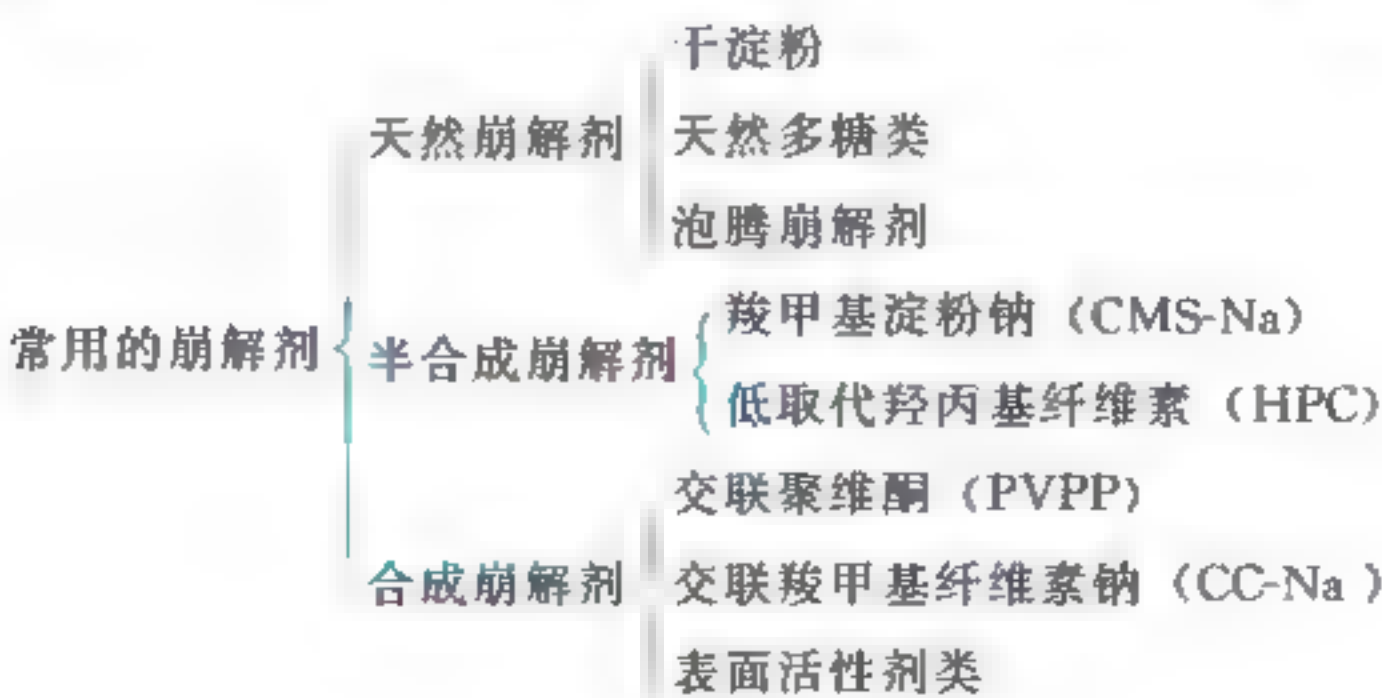 干淀粉
天然崩解剂
天然多糖类
泡腾崩解剂
常用的崩解剂
半合成崩解剂
羧甲基淀粉钠（CMS-Na）
低取代羟丙基纤维素（HPC）
交联聚维酮（PVPP）
合成崩解剂
交联羧甲基纤维素钠（CC-Na ）
表面活性剂类